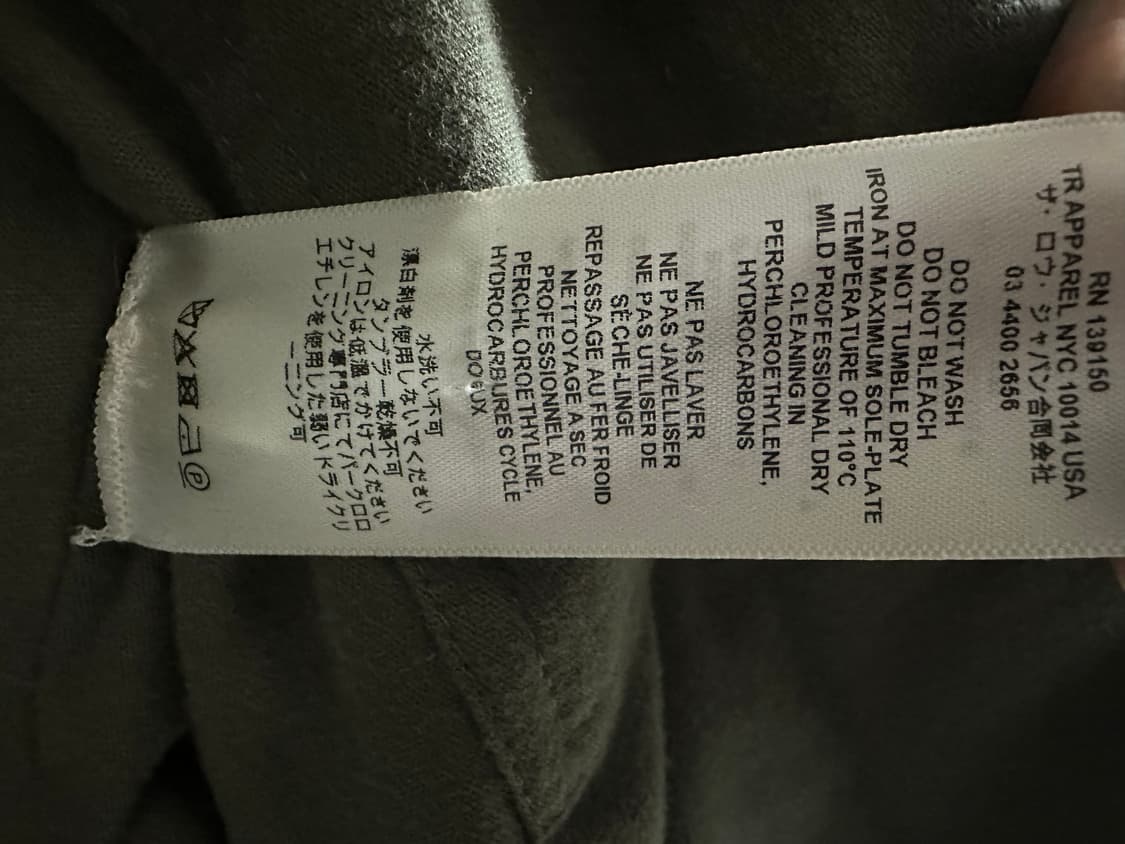 RN 139150
TR APPAREL NYC 10014 USA
ザ・ロウ・ジャパン合同会社
03 4400 2656
DO NOT WASH
DO NOT BLEACH
DO NOT TUMBLE DRY
IRON AT MAXIMUM SOLE-PLATE
TEMPERATURE OF 110°C
MILD PROFESSIONAL DRY
CLEANING IN
PERCHLOROETHYLENE,
HYDROCARBONS
NE PAS LAVER
NE PAS JAVELLISER
NE PAS UTILISER DE
SÈCHE-LINGE
REPASSAGE AU FER FROID
NETTOYAGE A SEC
PROFESSIONNEL AU
PERCHLOROETHYLENE,
HYDROCARBURES CYCLE
DOUX
水洗い不可
漂白剤を使用しないでください
タンブラー乾燥不可
アイロンは低温でかけてください
クリーニング専門店にてパークロロ
エチレンを使用した弱いドライクリ
ーニング可
P